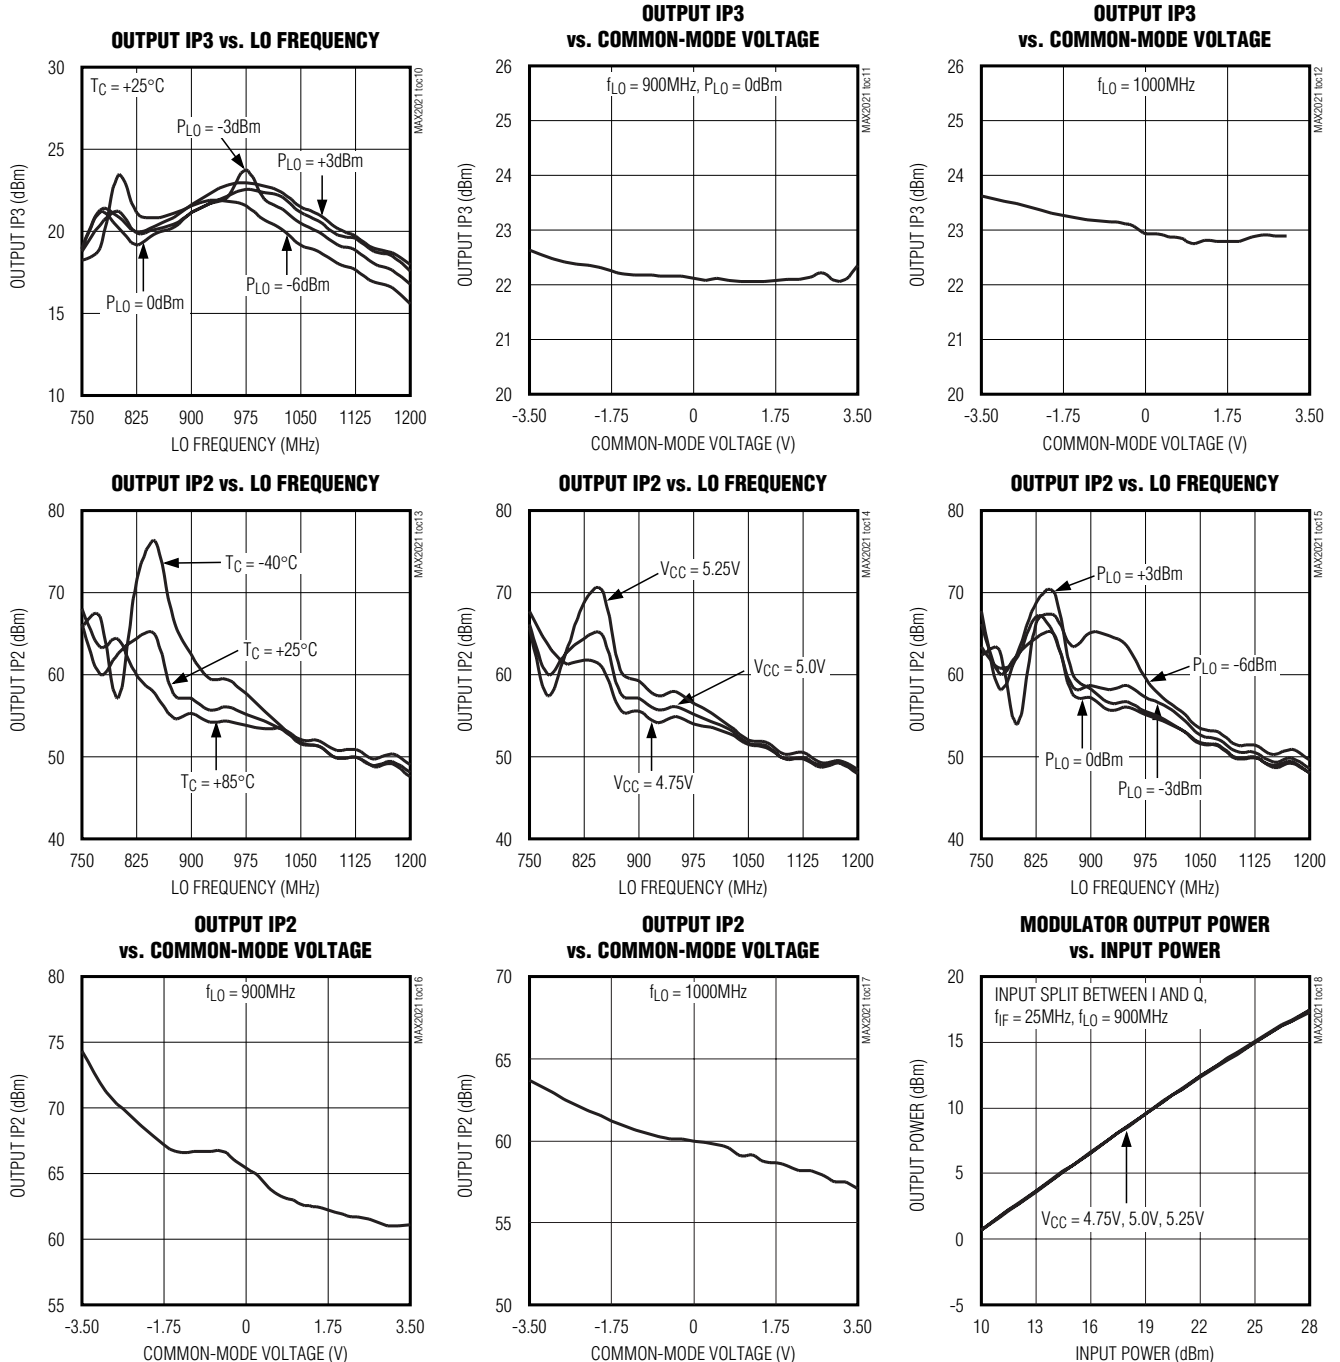 OUTPUT IP3 vs. LO FREQUENCY
30
25
20
15
10
OUTPUT IP3 (dBm)
TC = +25°C
PLO = -3dBm
PLO = +3dBm
PLO = 0dBm
PLO = -6dBm
750 825 900 975 1050 1125 1200
LO FREQUENCY (MHz)
MAX2021 toc10
OUTPUT IP3
vs. COMMON-MODE VOLTAGE
26
25
24
23
22
21
20
OUTPUT IP3 (dBm)
fLO = 900MHz, PLO = 0dBm
-3.50 -1.75 0 1.75 3.50
COMMON-MODE VOLTAGE (V)
MAX2021 toc11
OUTPUT IP3
vs. COMMON-MODE VOLTAGE
26
25
24
23
22
21
20
OUTPUT IP3 (dBm)
fLO = 1000MHz
-3.50 -1.75 0 1.75 3.50
COMMON-MODE VOLTAGE (V)
MAX2021 toc12
OUTPUT IP2 vs. LO FREQUENCY
80
70
60
50
40
OUTPUT IP2 (dBm)
TC = -40°C
TC = +25°C
TC = +85°C
750 825 900 975 1050 1125 1200
LO FREQUENCY (MHz)
MAX2021 toc13
OUTPUT IP2 vs. LO FREQUENCY
80
70
60
50
40
OUTPUT IP2 (dBm)
VCC = 5.25V
VCC = 5.0V
VCC = 4.75V
750 825 900 975 1050 1125 1200
LO FREQUENCY (MHz)
MAX2021 toc14
OUTPUT IP2 vs. LO FREQUENCY
80
70
60
50
40
OUTPUT IP2 (dBm)
PLO = +3dBm
PLO = -6dBm
PLO = 0dBm
PLO = -3dBm
750 825 900 975 1050 1125 1200
LO FREQUENCY (MHz)
MAX2021 toc15
OUTPUT IP2
vs. COMMON-MODE VOLTAGE
80
75
70
65
60
55
OUTPUT IP2 (dBm)
fLO = 900MHz
-3.50 -1.75 0 1.75 3.50
COMMON-MODE VOLTAGE (V)
MAX2021 toc16
OUTPUT IP2
vs. COMMON-MODE VOLTAGE
70
65
60
55
50
OUTPUT IP2 (dBm)
fLO = 1000MHz
-3.50 -1.75 0 1.75 3.50
COMMON-MODE VOLTAGE (V)
MAX2021 toc17
MODULATOR OUTPUT POWER
vs. INPUT POWER
20
15
10
5
0
-5
OUTPUT POWER (dBm)
INPUT SPLIT BETWEEN I AND Q,
fIF = 25MHz, fLO = 900MHz
VCC = 4.75V, 5.0V, 5.25V
10 13 16 19 22 25 28
INPUT POWER (dBm)
MAX2021 toc18